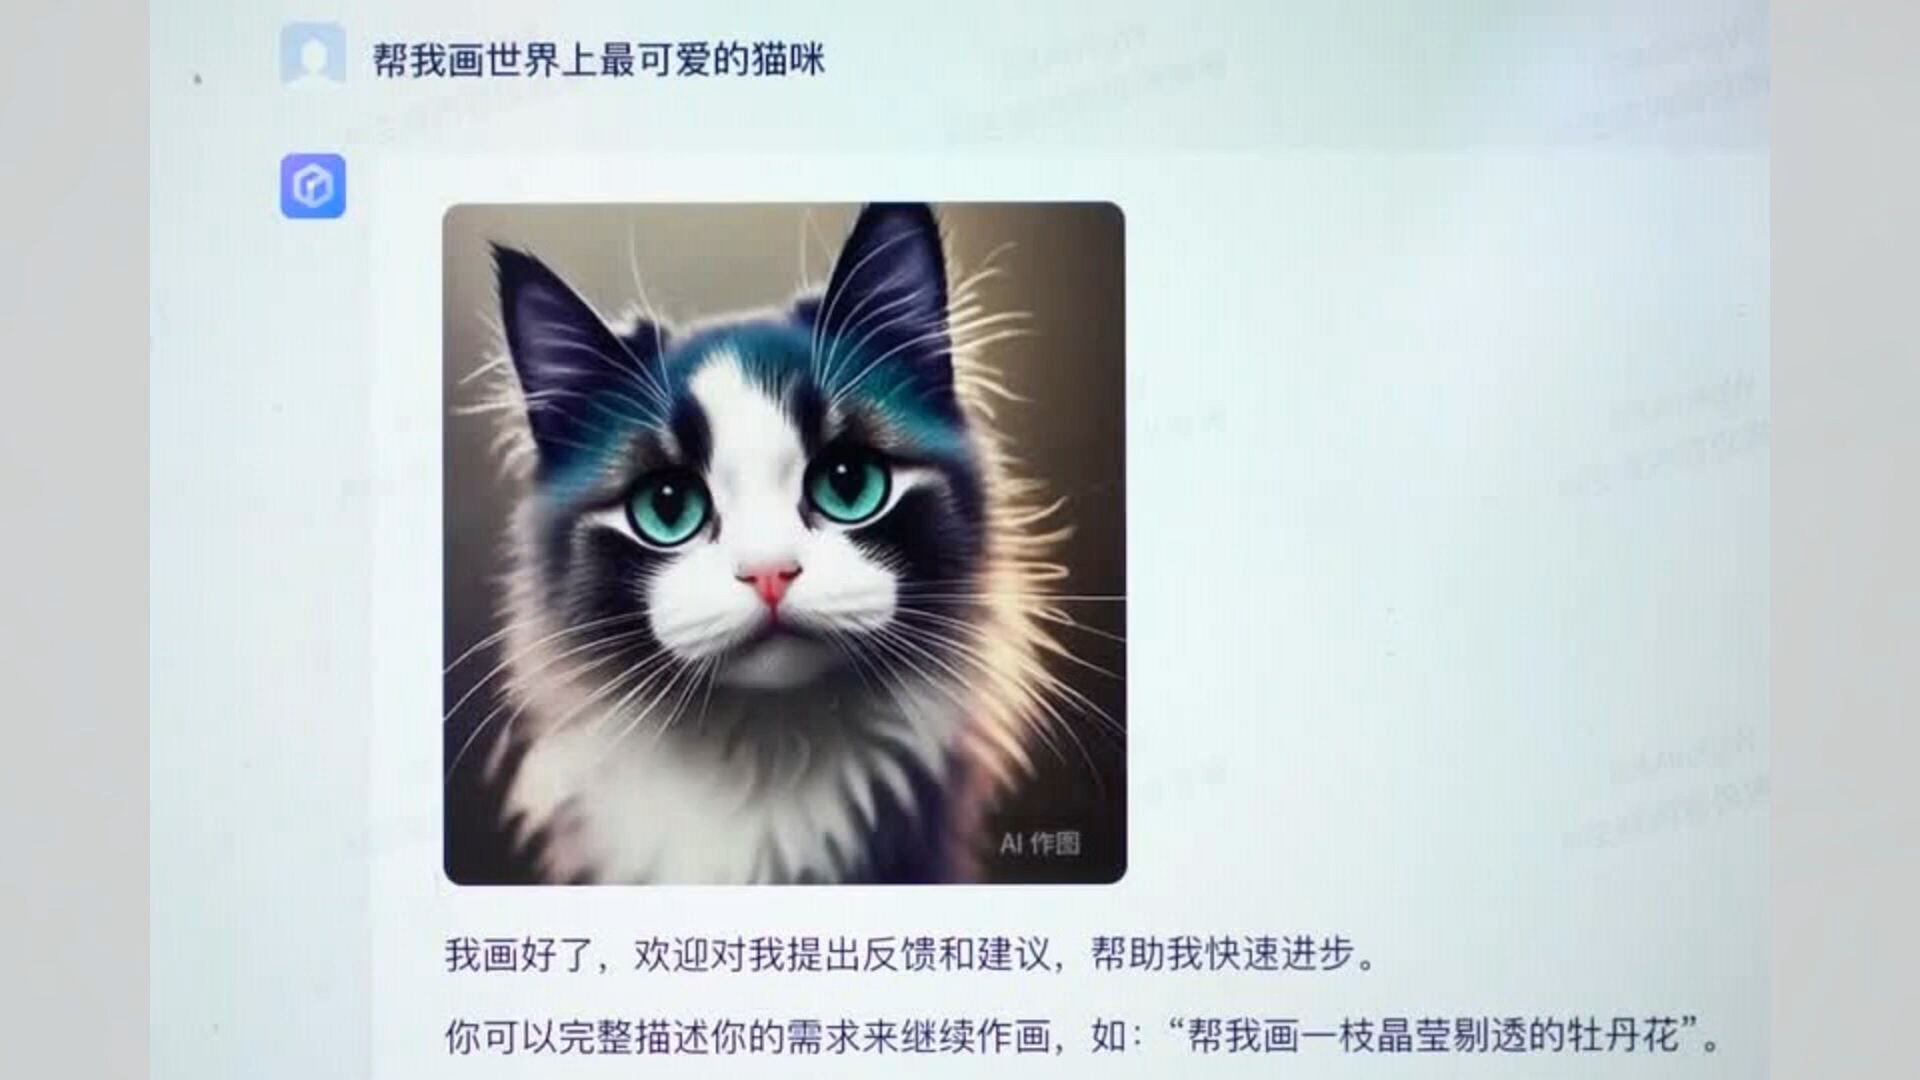 帮我画世界上最可爱的猫咪
AI 作图
我画好了，欢迎对我提出反馈和建议，帮助我快速进步。
你可以完整描述你的需求来继续作画，如：“帮我画一枝晶莹剔透的牡丹花”。